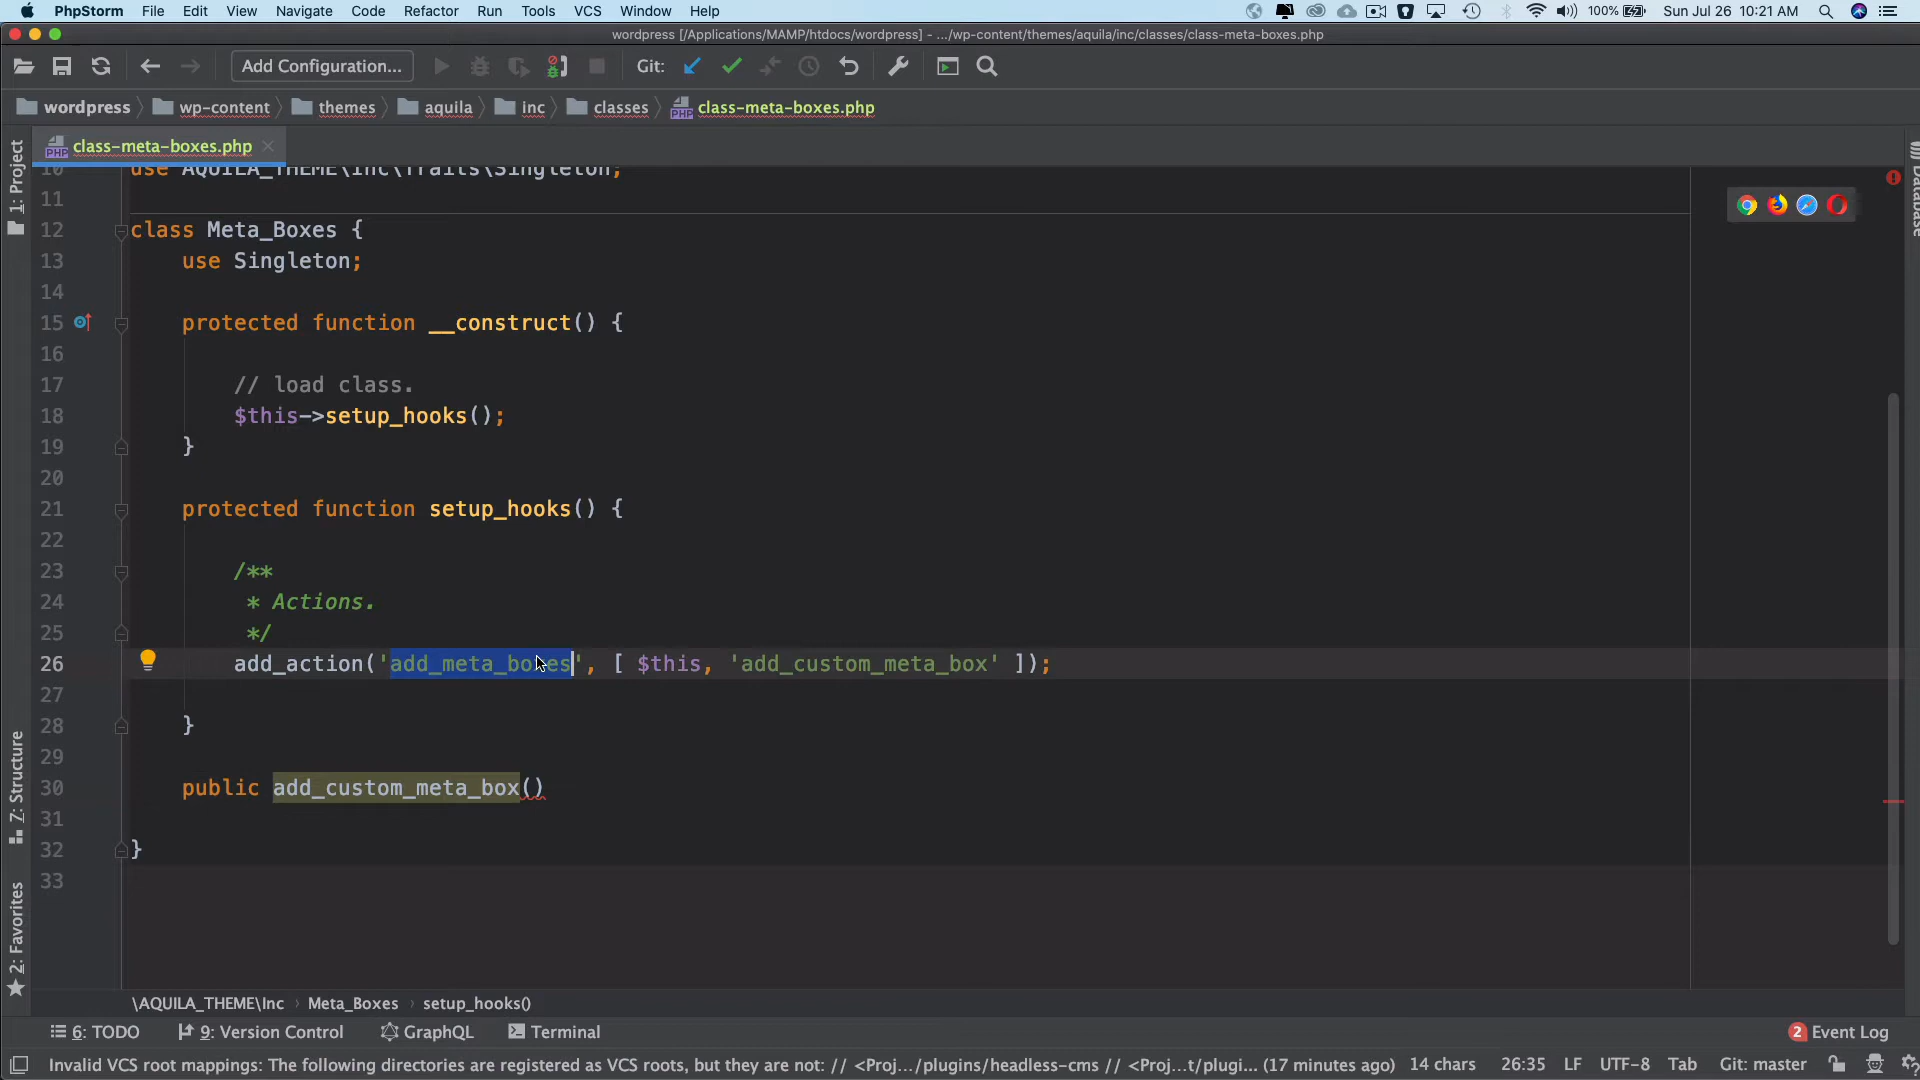 PhpStorm File Edit View Navigate Code Refactor Run Tools VCS Window Help 100% Sun Jul 26 10:21 AM
wordpress [/Applications/MAMP/htdocs/wordpress] - .../wp-content/themes/aquila/inc/classes/class-meta-boxes.php
Add Configuration... Git:
wordpress wp-content themes aquila inc classes class-meta-boxes.php
class-meta-boxes.php
1: Project
Database
Z: Structure
2: Favorites
10 use AQUILA_THEME\Inc\Traits\Singleton;
11
12 class Meta_Boxes {
13 use Singleton;
14
15 protected function __construct() {
16
17 // load class.
18 $this->setup_hooks();
19 }
20
21 protected function setup_hooks() {
22
23 /**
24 * Actions.
25 */
26 add_action('add_meta_boxes', [ $this, 'add_custom_meta_box' ]);
27
28 }
29
30 public add_custom_meta_box()
31
32 }
33
\AQUILA_THEME\Inc › Meta_Boxes › setup_hooks()
6: TODO 9: Version Control GraphQL Terminal 2 Event Log
Invalid VCS root mappings: The following directories are registered as VCS roots, but they are not: // <Proj.../plugins/headless-cms // <Proj...t/plugi... (17 minutes ago) 14 chars 26:35 LF UTF-8 Tab Git: master